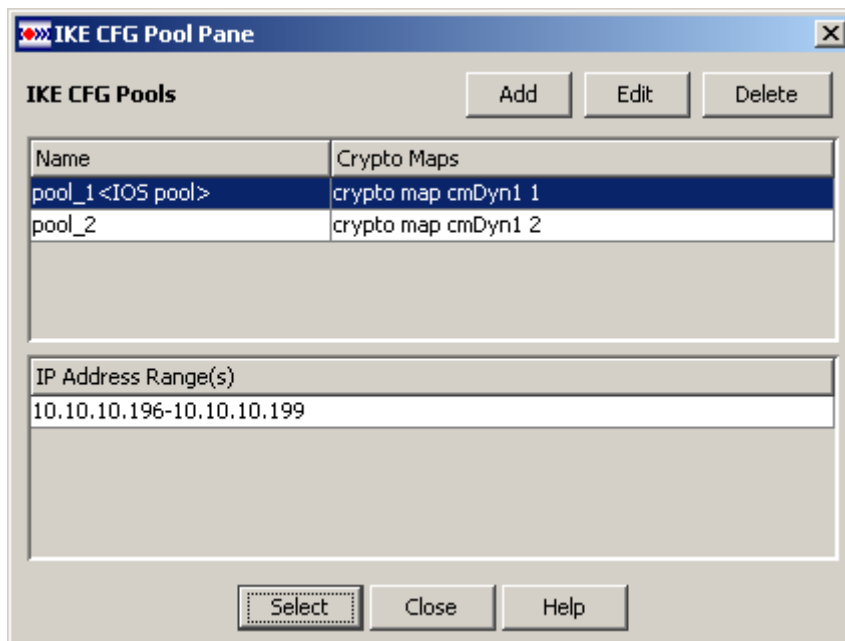 IKE CFG Pool Pane
IKE CFG Pools Add Edit Delete
Name Crypto Maps
pool_1<IOS pool> crypto map cmDyn1 1
pool_2 crypto map cmDyn1 2
IP Address Range(s)
10.10.10.196-10.10.10.199
Select Close Help